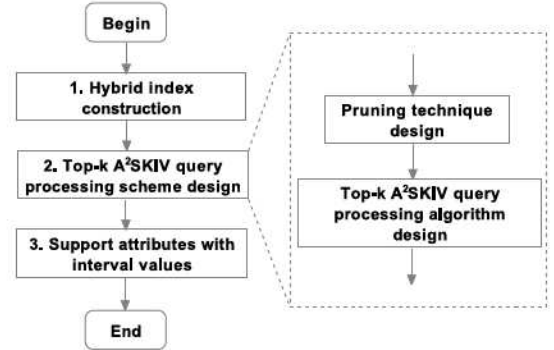 Begin
1. Hybrid index
construction
2. Top-k A²SKIV query
processing scheme design
3. Support attributes with
interval values
End
Pruning technique
design
Top-k A²SKIV query
processing algorithm
design